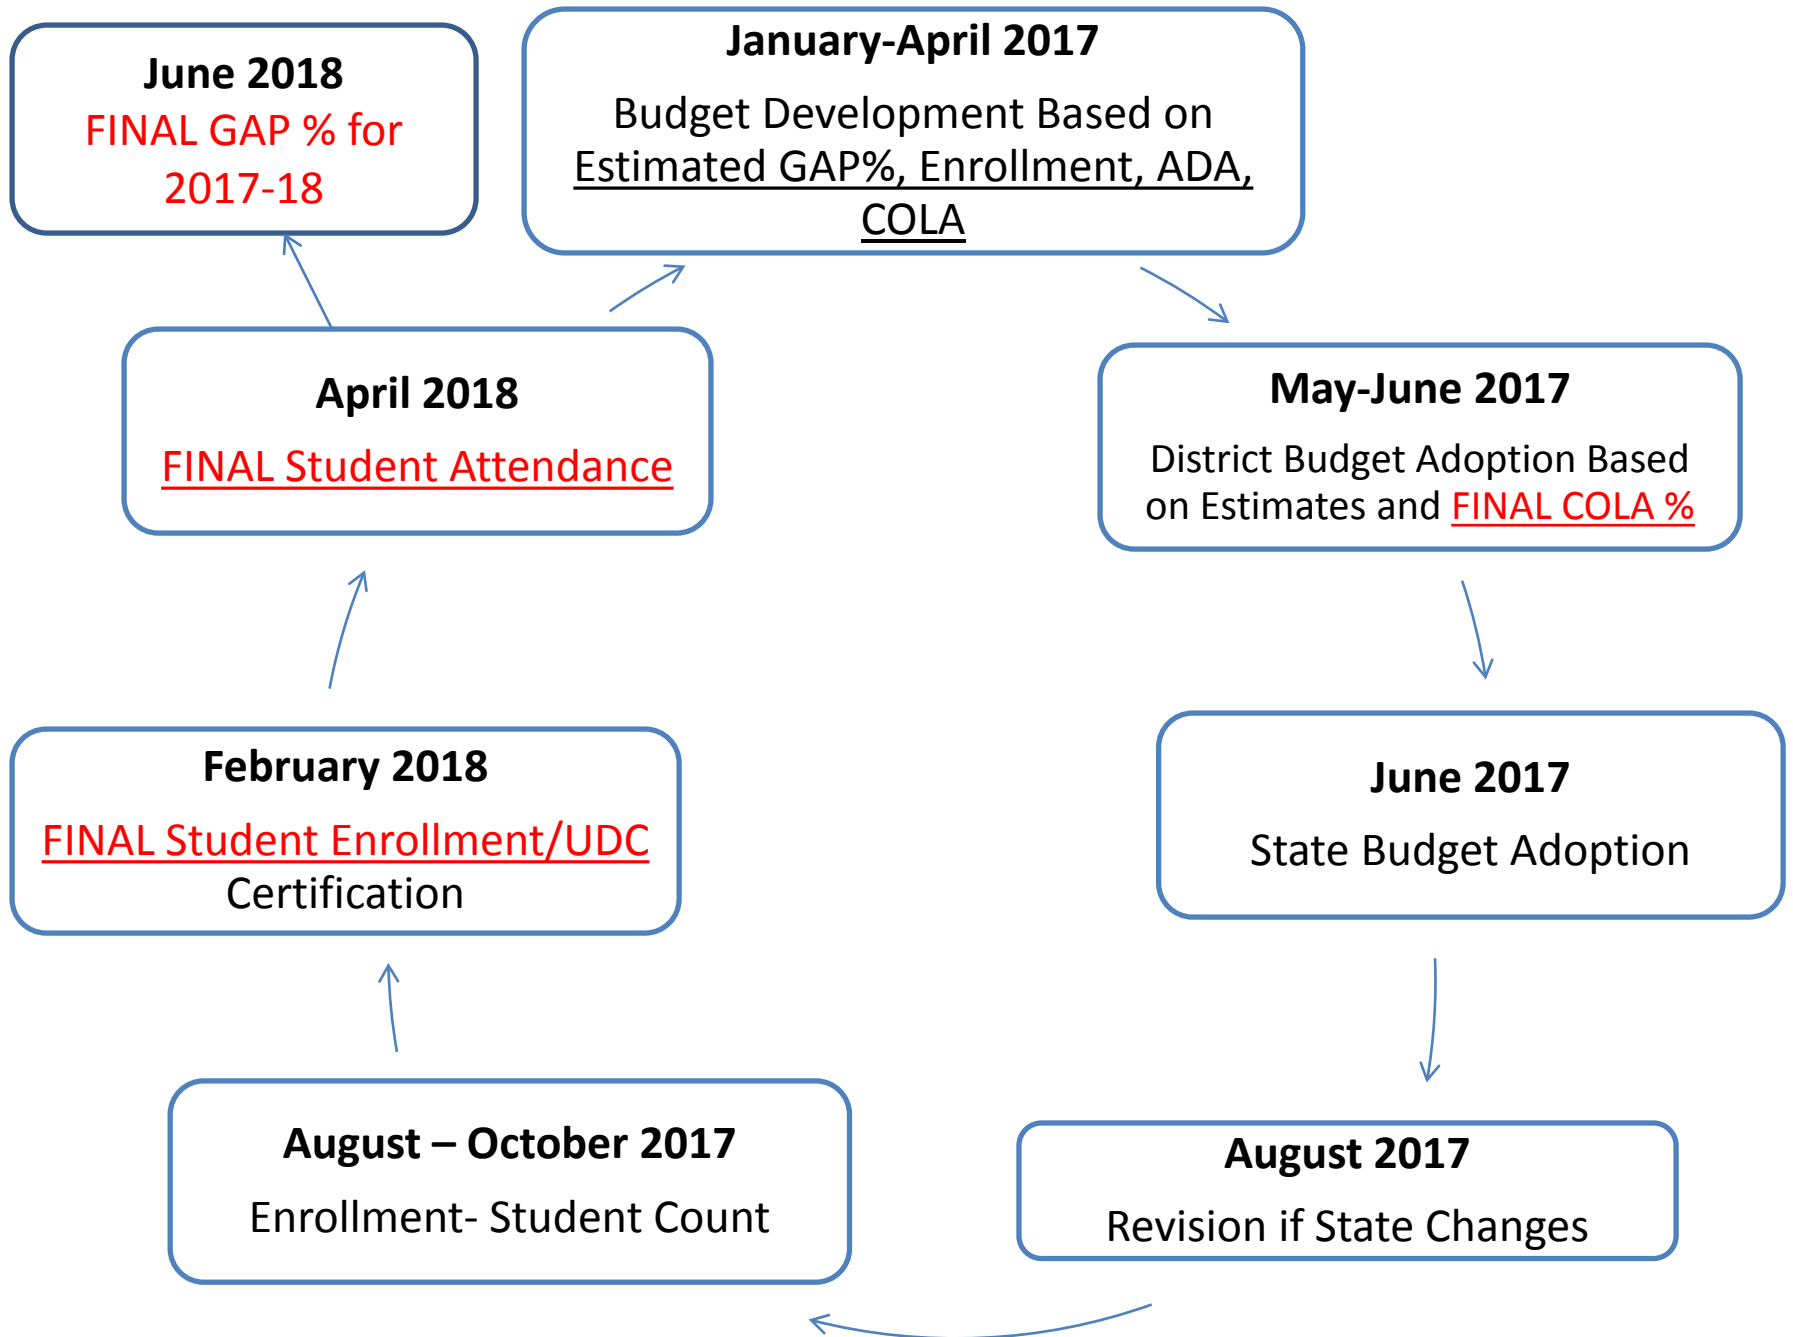 June 2018
FINAL GAP % for
2017-18
January-April 2017
Budget Development Based on
Estimated GAP%, Enrollment, ADA,
COLA
April 2018
FINAL Student Attendance
May-June 2017
District Budget Adoption Based
on Estimates and FINAL COLA %
February 2018
FINAL Student Enrollment/UDC
Certification
June 2017
State Budget Adoption
August – October 2017
Enrollment- Student Count
August 2017
Revision if State Changes